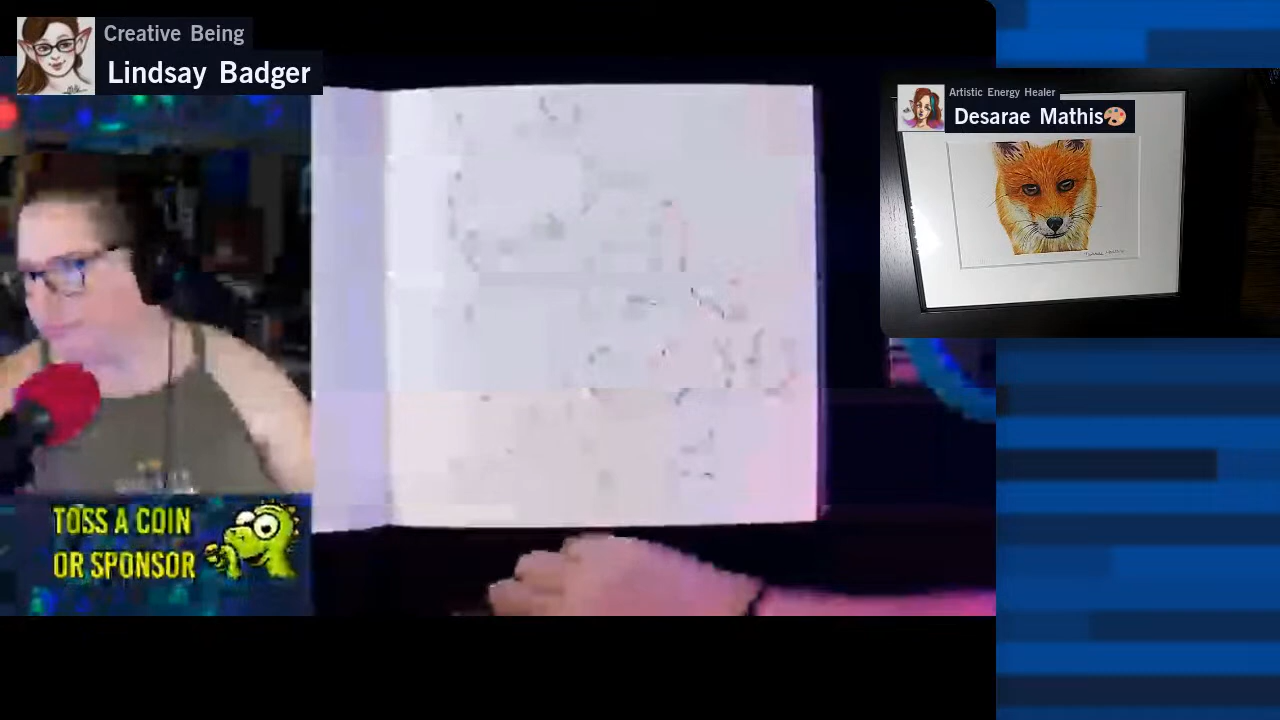 Creative Being
Lindsay Badger
Artistic Energy Healer
Desarae Mathis🎨
TOSS A COIN
OR SPONSOR